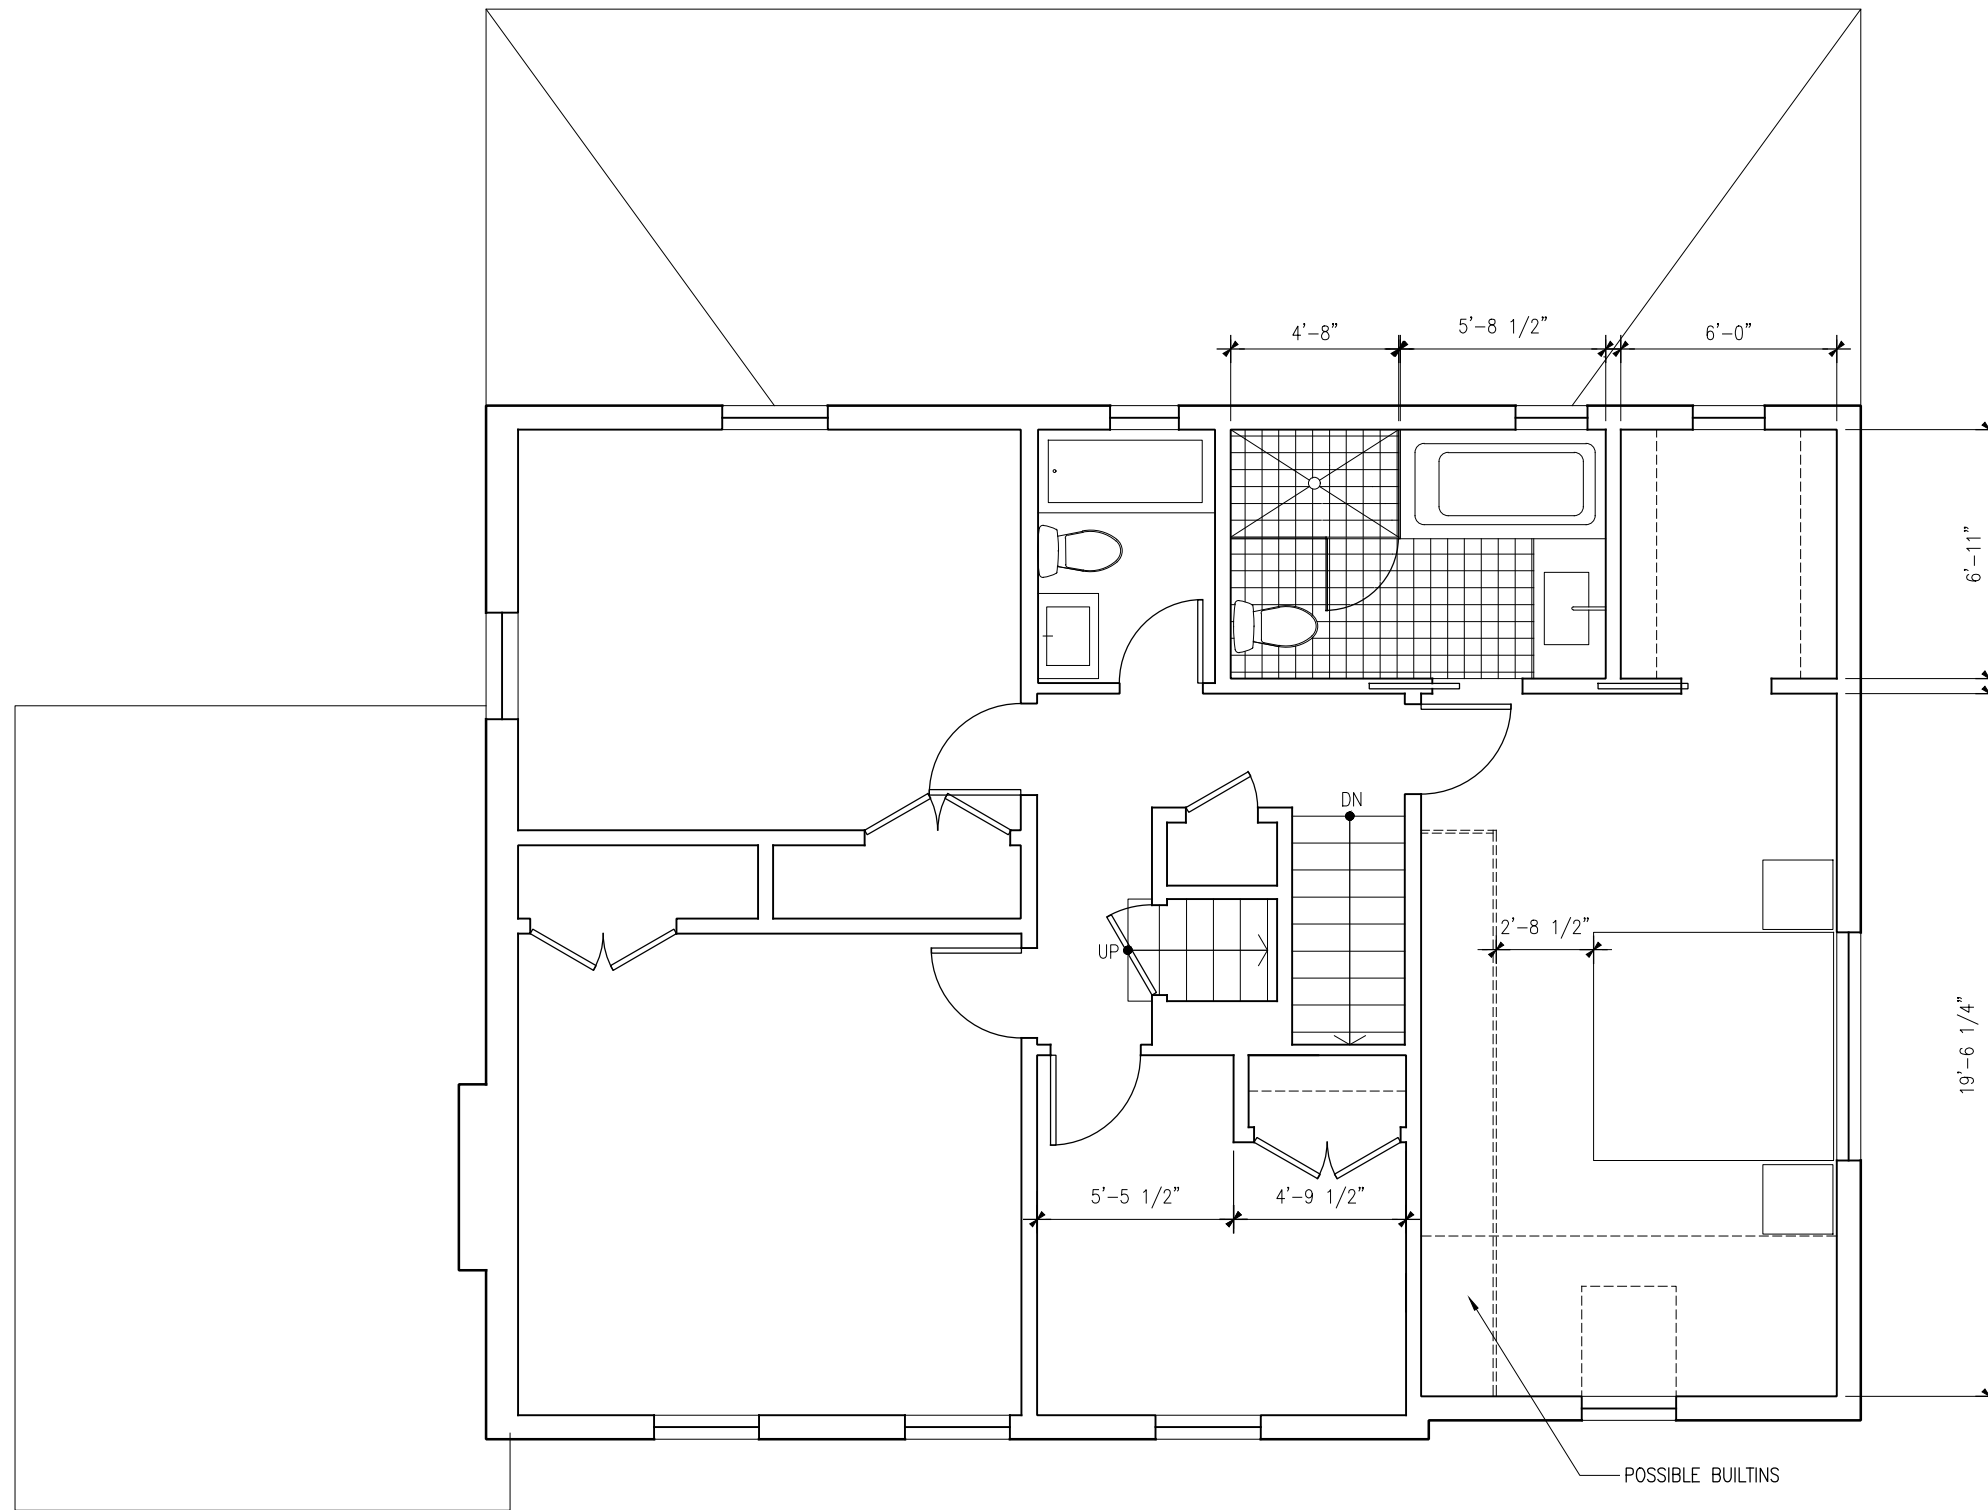 4'-8"
5'-8 1/2"
6'-0"
6'-11"
DN
2'-8 1/2"
UP
19'-6 1/4"
5'-5 1/2"
4'-9 1/2"
POSSIBLE BUILTINS